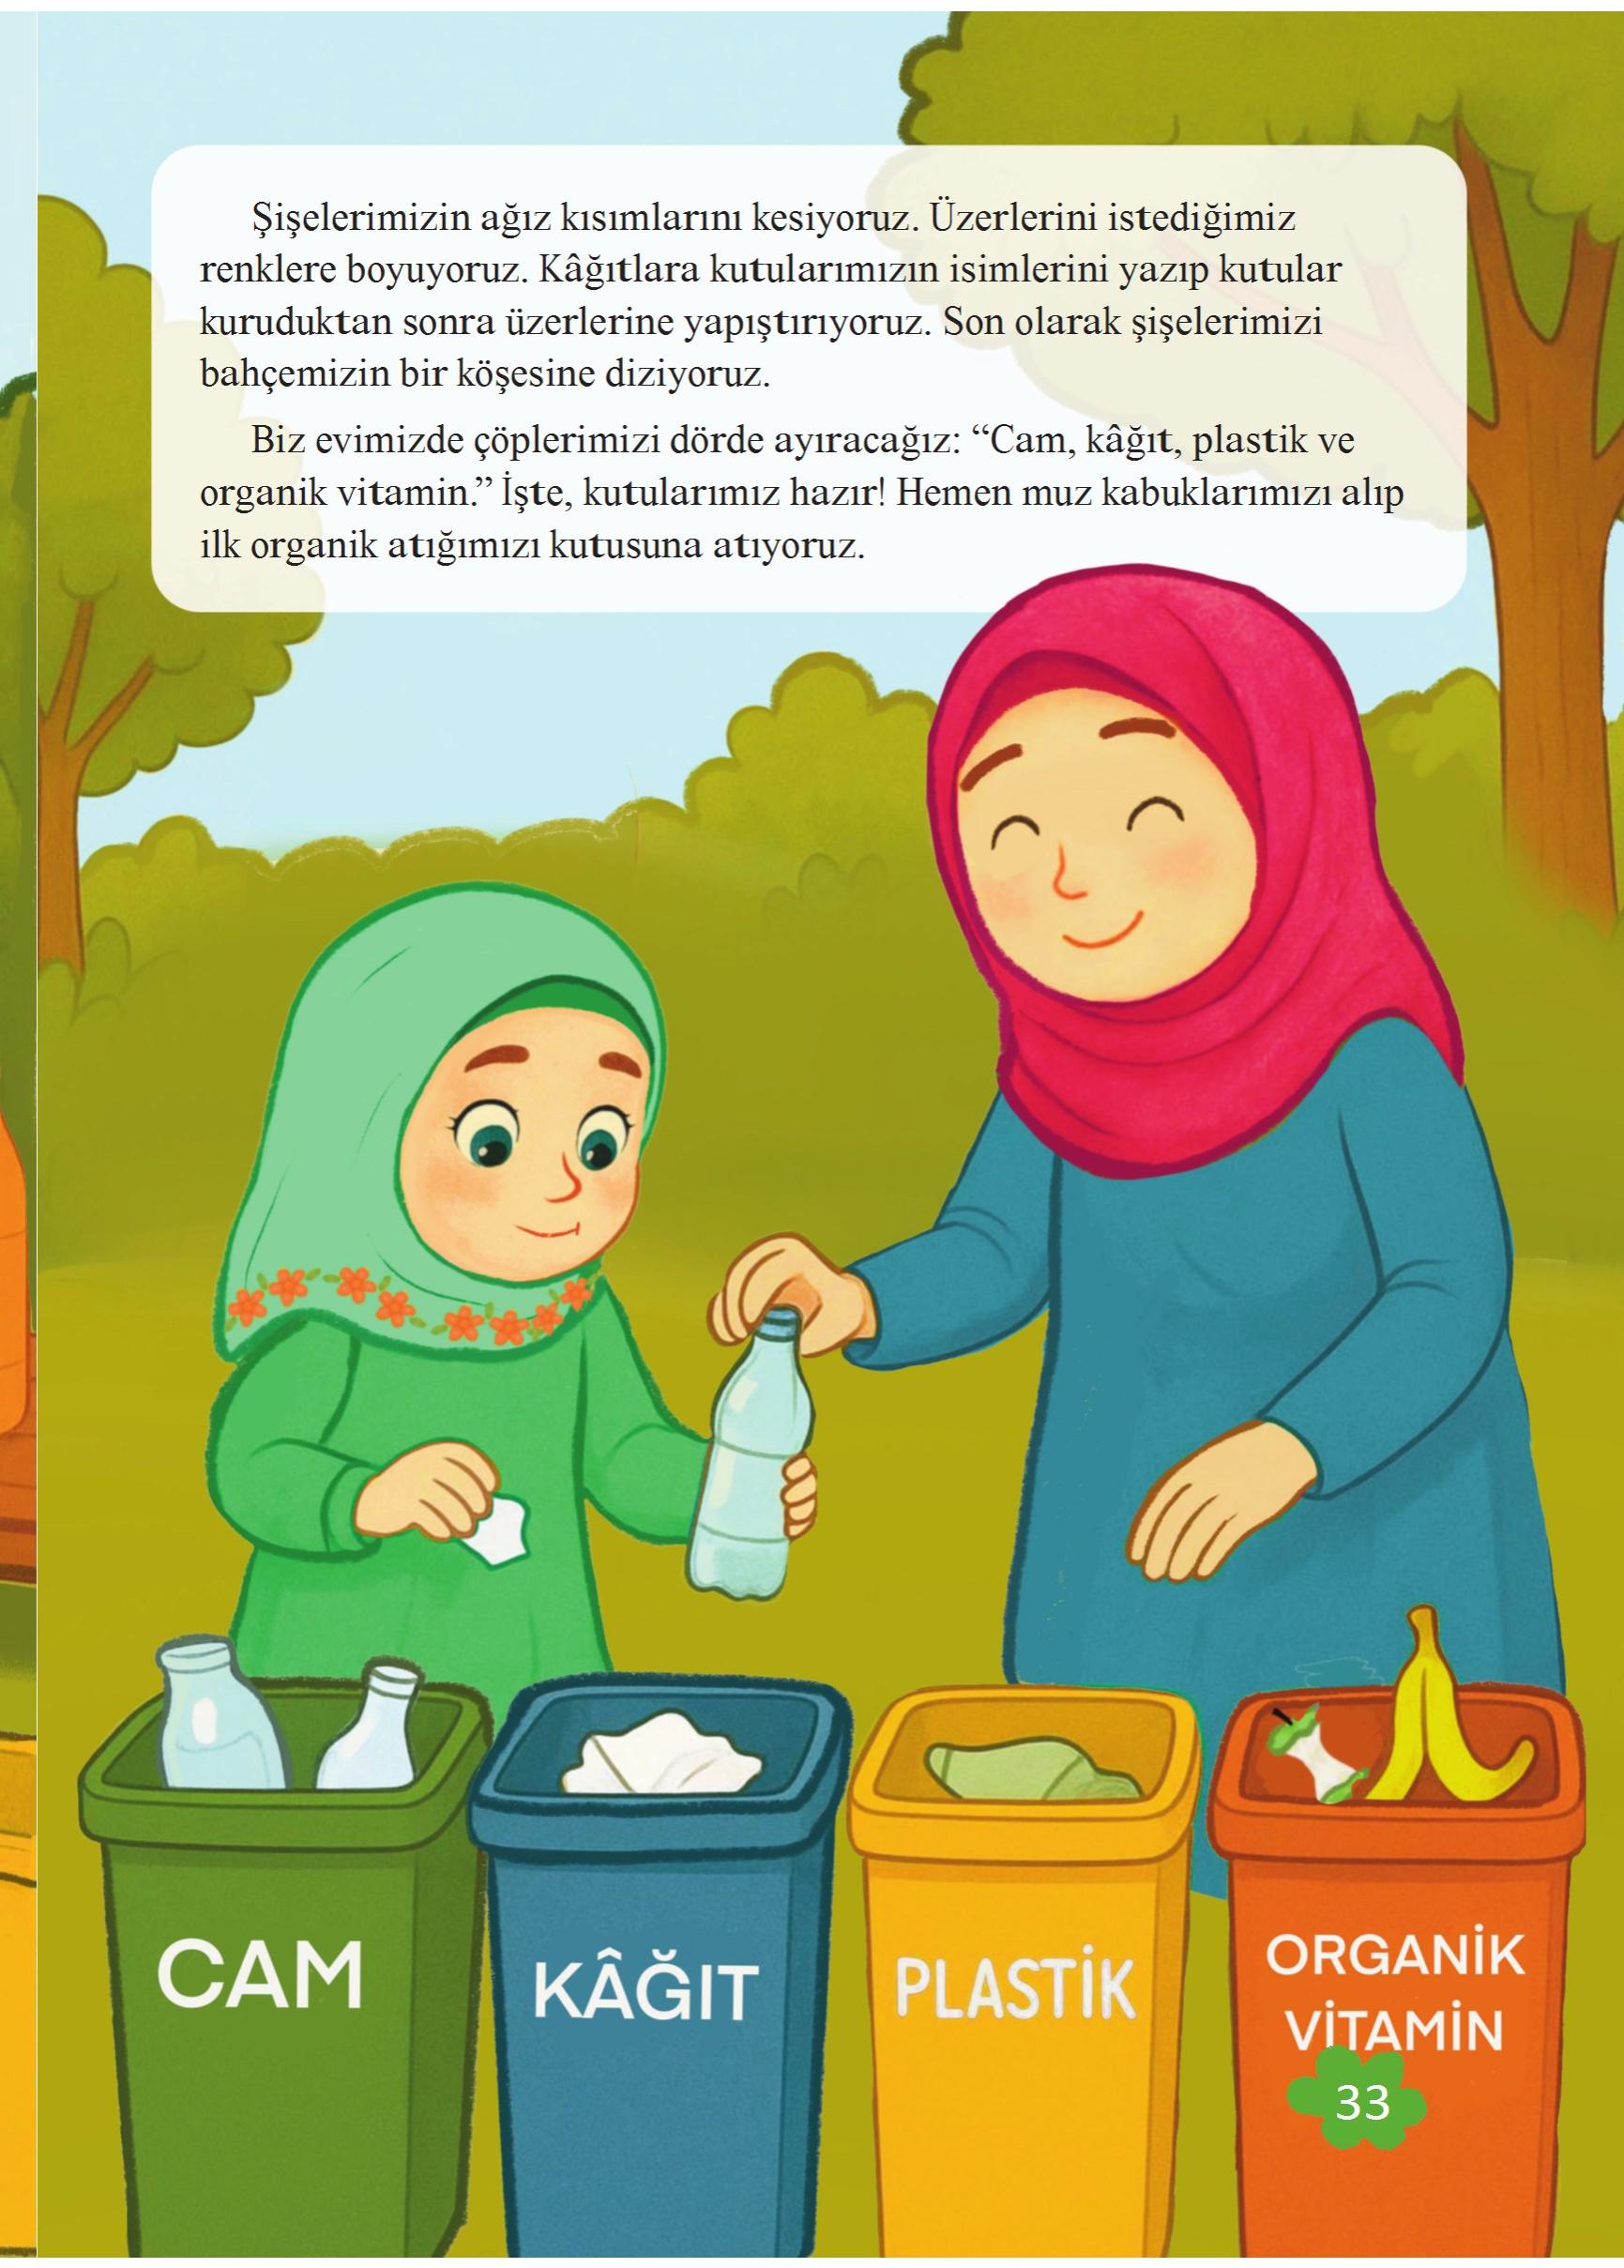 Şişelerimizin ağız kısımlarını kesiyoruz. Üzerlerini istediğimiz
renklere boyuyoruz. Kâğıtlara kutularımızın isimlerini yazıp kutular
kuruduktan sonra üzerlerine yapıştırıyoruz. Son olarak şişelerimizi
bahçemizin bir köşesine diziyoruz.
Biz evimizde çöplerimizi dörde ayıracağız: “Cam, kâğıt, plastik ve
organik vitamin.” İşte, kutularımız hazır! Hemen muz kabuklarımızı alıp
ilk organik atığımızı kutusuna atıyoruz.
CAM
KÂĞIT
PLASTİK
ORGANİK
VİTAMİN
33